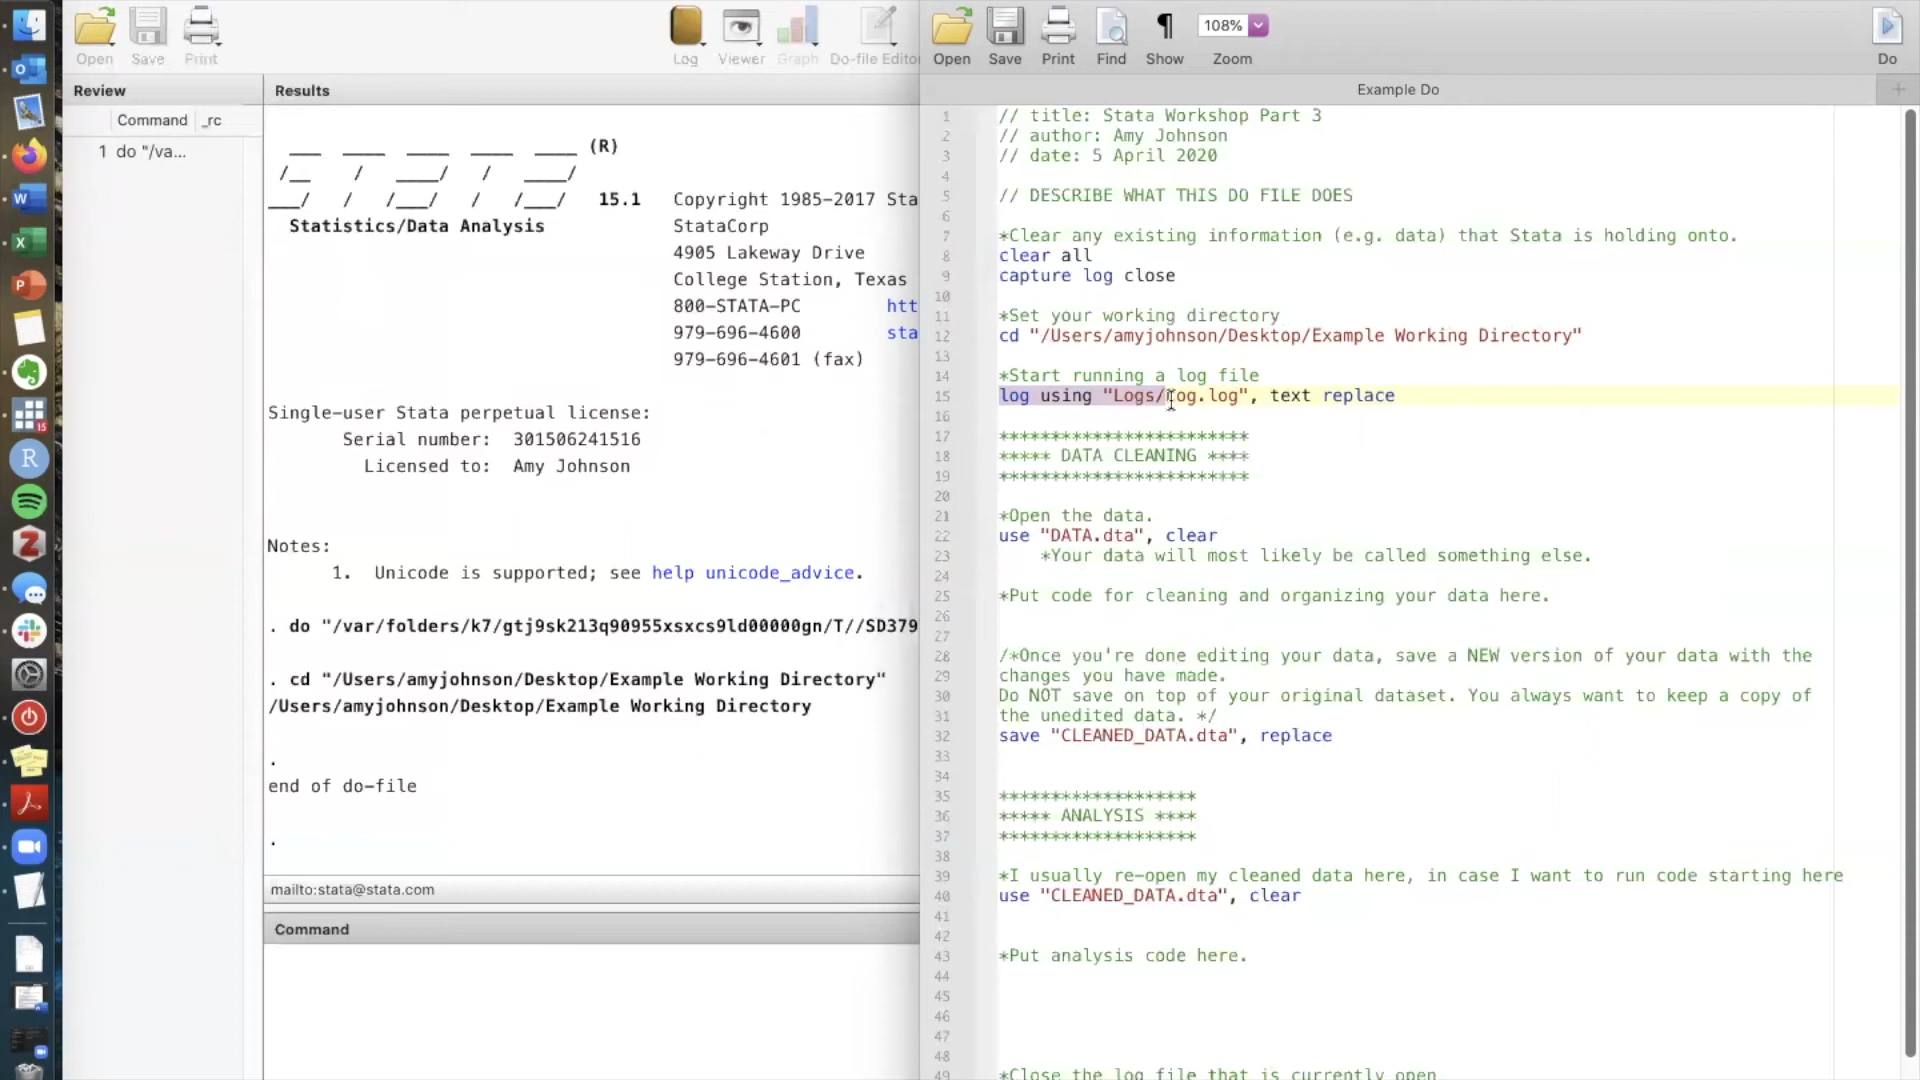 Open
Save
Print
Log
Viewer
Graph
Do-file Edito
Open
Save
Print
Find
Show
108%
Zoom
Do
Review
Results
Example Do
Command
_rc
1 do "/va...
(R)
15.1 Copyright 1985-2017 Sta
Statistics/Data Analysis StataCorp
4905 Lakeway Drive
College Station, Texas
800-STATA-PC htt
979-696-4600 sta
979-696-4601 (fax)
Single-user Stata perpetual license:
Serial number: 301506241516
Licensed to: Amy Johnson
Notes:
1. Unicode is supported; see help unicode_advice.
. do "/var/folders/k7/gtj9sk213q90955xsxcs9ld00000gn/T//SD379
. cd "/Users/amyjohnson/Desktop/Example Working Directory"
/Users/amyjohnson/Desktop/Example Working Directory
.
end of do-file
.
mailto:stata@stata.com
Command
1 // title: Stata Workshop Part 3
2 // author: Amy Johnson
3 // date: 5 April 2020
4
5 // DESCRIBE WHAT THIS DO FILE DOES
6
7 *Clear any existing information (e.g. data) that Stata is holding onto.
8 clear all
9 capture log close
10
11 *Set your working directory
12 cd "/Users/amyjohnson/Desktop/Example Working Directory"
13
14 *Start running a log file
15 log using "Logs/log.log", text replace
16
17 ************************
18 ***** DATA CLEANING ****
19 ************************
20
21 *Open the data.
22 use "DATA.dta", clear
23 *Your data will most likely be called something else.
24
25 *Put code for cleaning and organizing your data here.
26
27
28 /*Once you're done editing your data, save a NEW version of your data with the
29 changes you have made.
30 Do NOT save on top of your original dataset. You always want to keep a copy of
31 the unedited data. */
32 save "CLEANED_DATA.dta", replace
33
34
35 *******************
36 ***** ANALYSIS ****
37 *******************
38
39 *I usually re-open my cleaned data here, in case I want to run code starting here
40 use "CLEANED_DATA.dta", clear
41
42
43 *Put analysis code here.
44
45
46
47
48
49 *Close the log file that is currently open